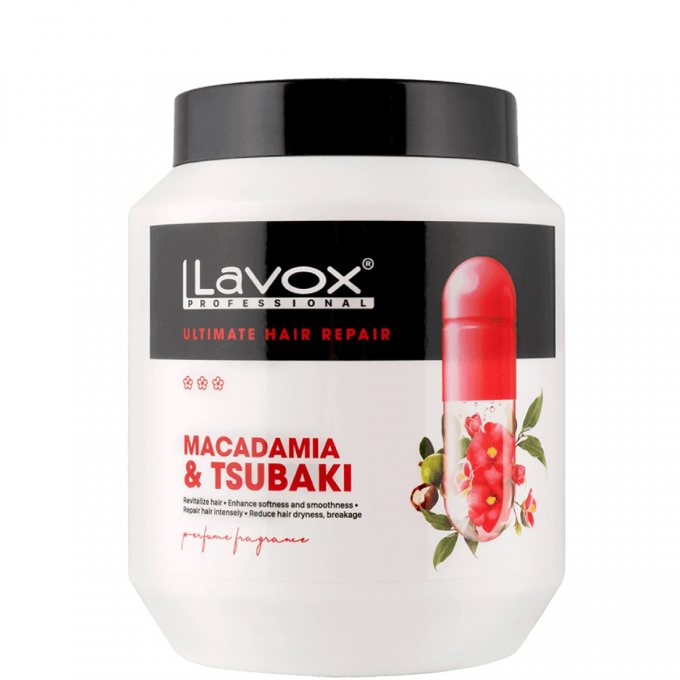 Lavox®
PROFESSIONAL
ULTIMATE HAIR REPAIR
MACADAMIA
& TSUBAKI
Revitalize hair • Enhance softness and smoothness •
Repair hair intensely • Reduce hair dryness, breakage
perfume fragrance